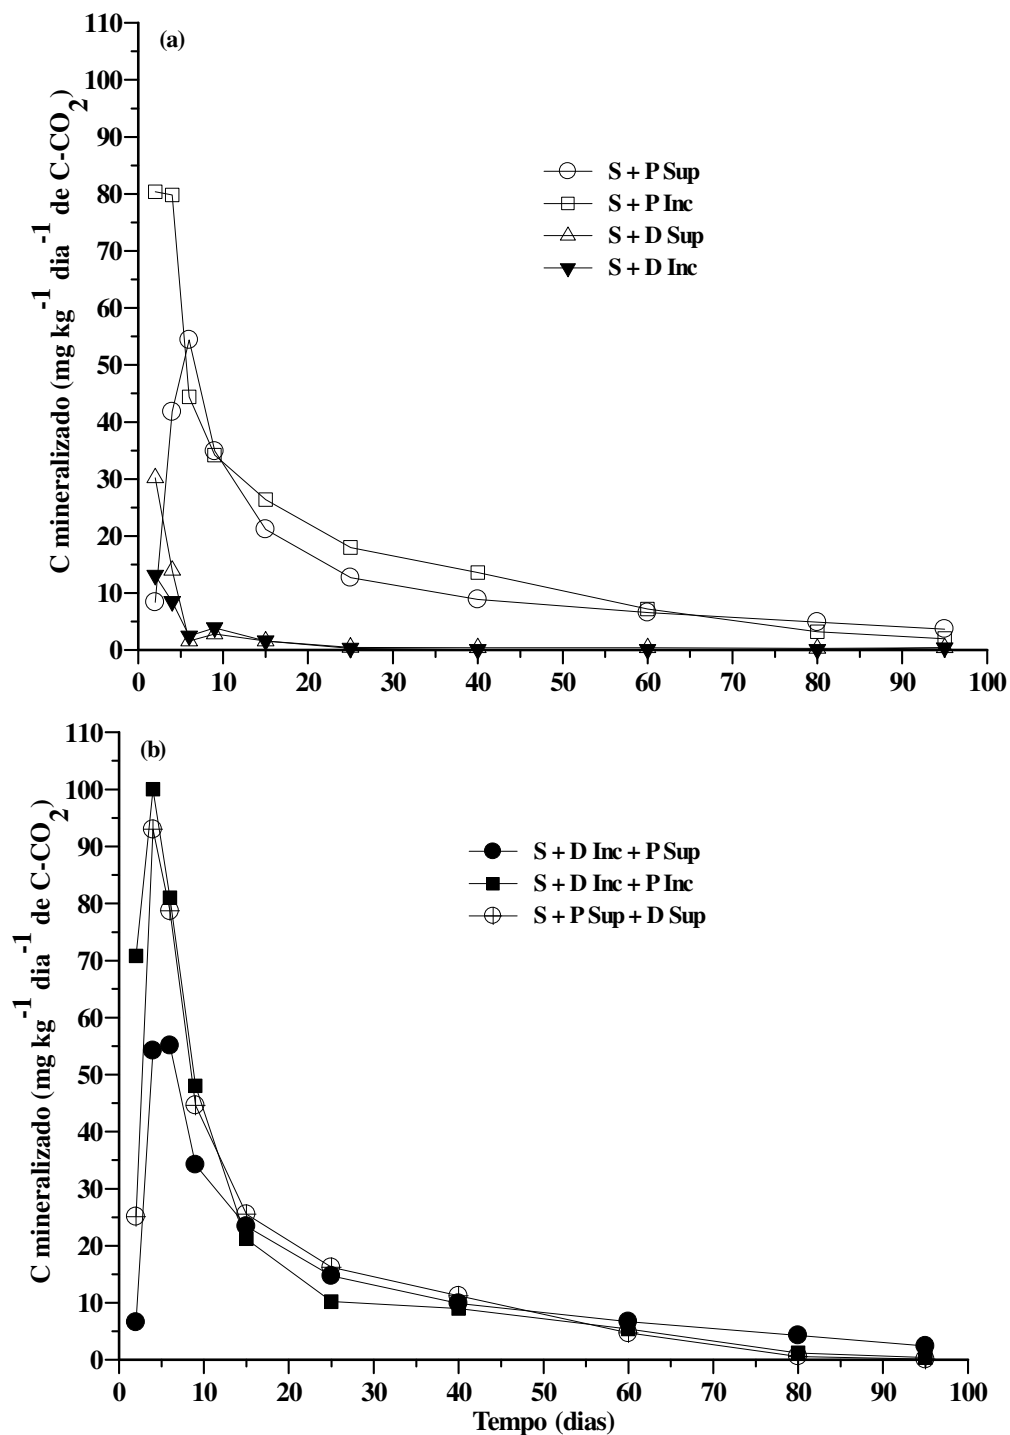 110
(a)
100
90
80
70
60
50
40
30
20
10
0
C mineralizado (mg kg⁻¹ dia⁻¹ de C-CO₂)
S + P Sup
S + P Inc
S + D Sup
S + D Inc
0 10 20 30 40 50 60 70 80 90 100
110
(b)
100
90
80
70
60
50
40
30
20
10
0
C mineralizado (mg kg⁻¹ dia⁻¹ de C-CO₂)
S + D Inc + P Sup
S + D Inc + P Inc
S + P Sup + D Sup
0 10 20 30 40 50 60 70 80 90 100
Tempo (dias)